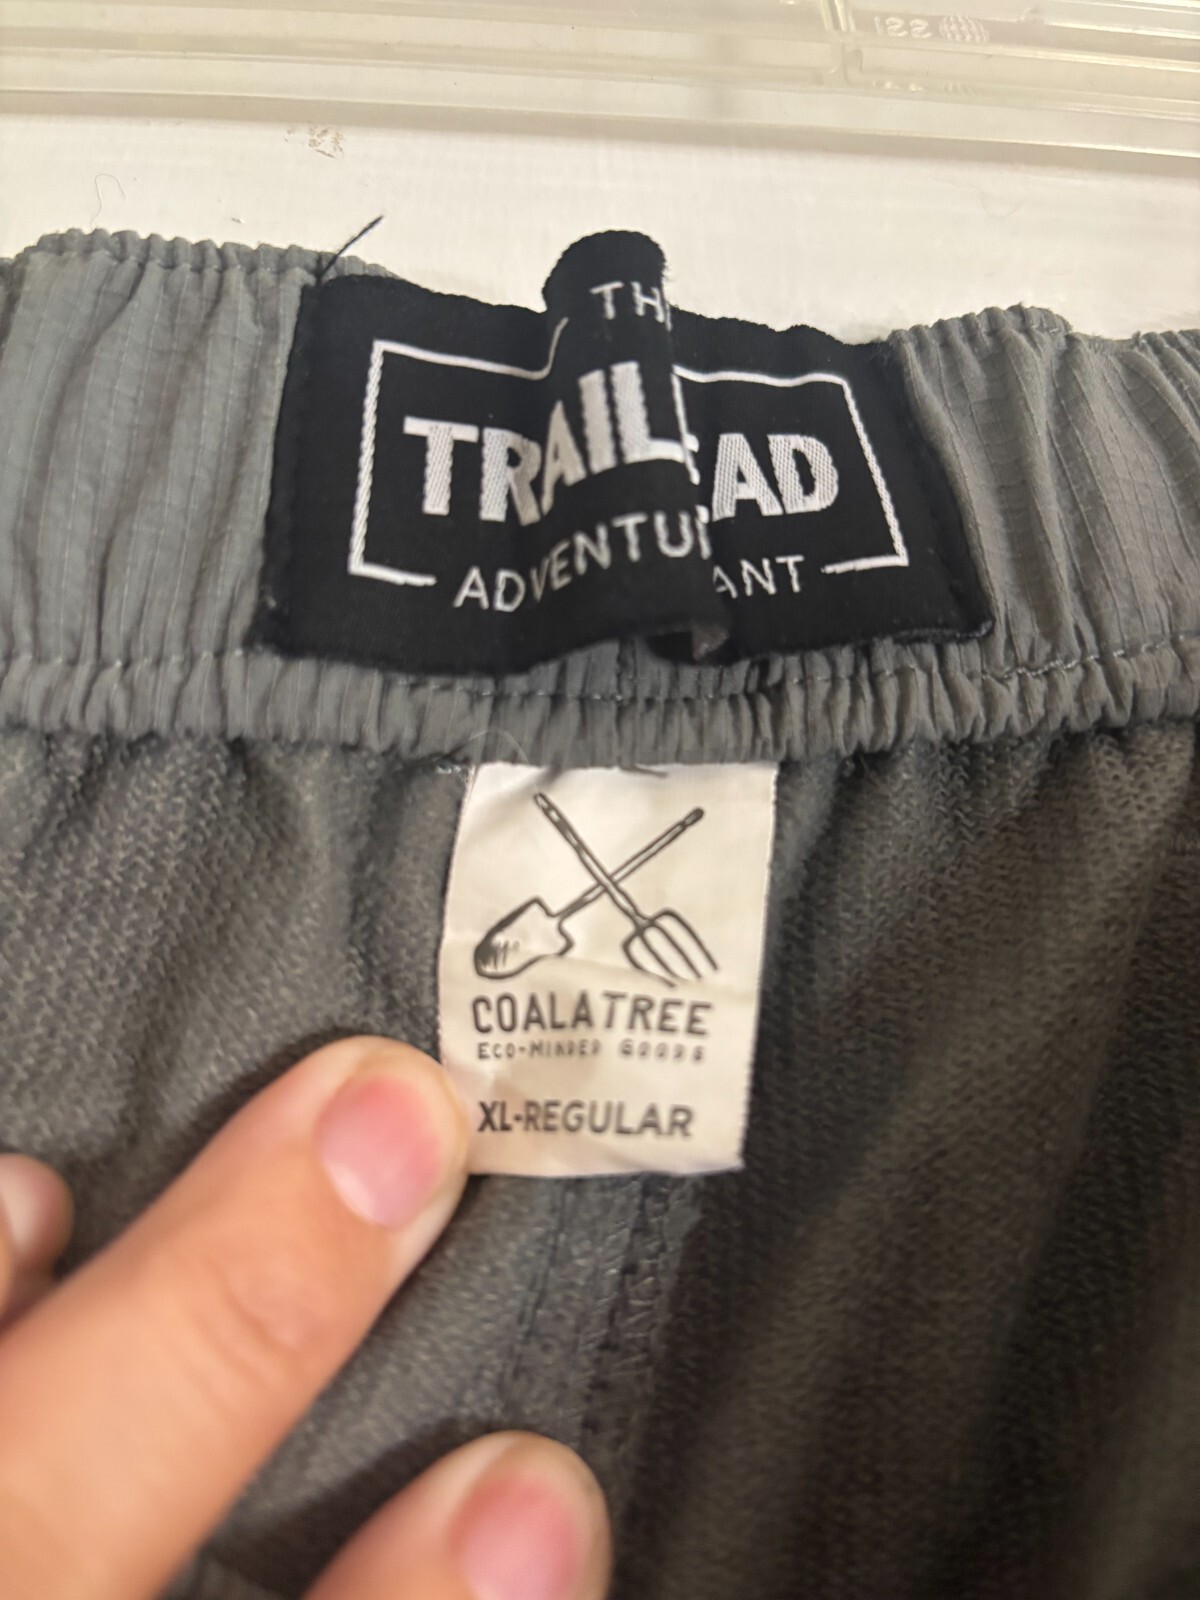 TH
TRAIL AD
ADVENTU ANT
COALATREE
ECO-MINDED GOODS
XL-REGULAR